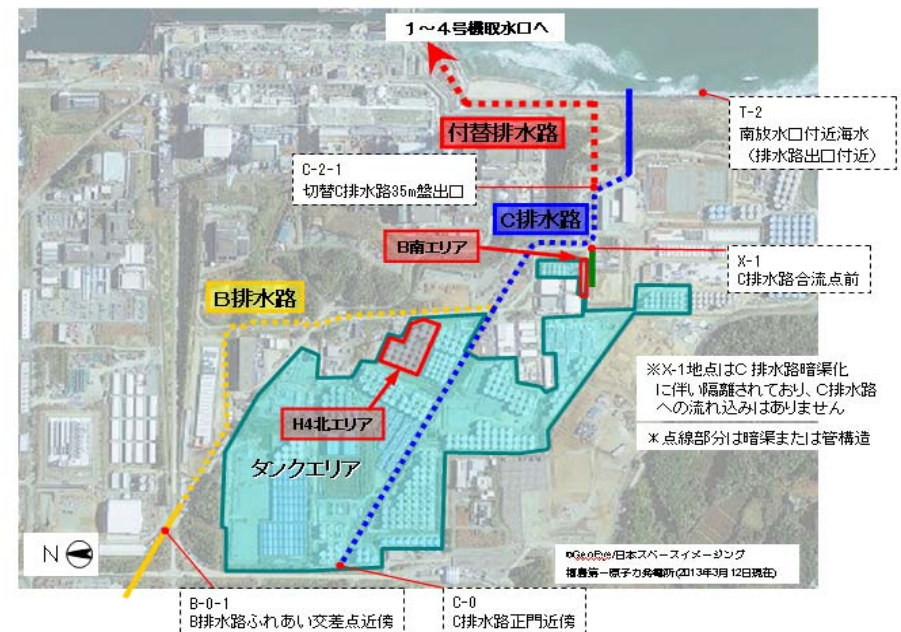 1～4号機取水口へ
付替排水路
T-2
南放水口付近海水
（排水路出口付近）
C-2-1
切替C排水路35m盤出口
C排水路
B南エリア
X-1
C排水路合流点前
B排水路
※X-1地点はC排水路暗渠化
に伴い隔離されており、C排水路
への流れ込みはありません
＊点線部分は暗渠または管構造
H4北エリア
タンクエリア
N
©GeoEye/日本スペースイメージング
福島第一原子力発電所(2013年3月12日現在)
B-0-1
B排水路ふれあい交差点近傍
C-0
C排水路正門近傍